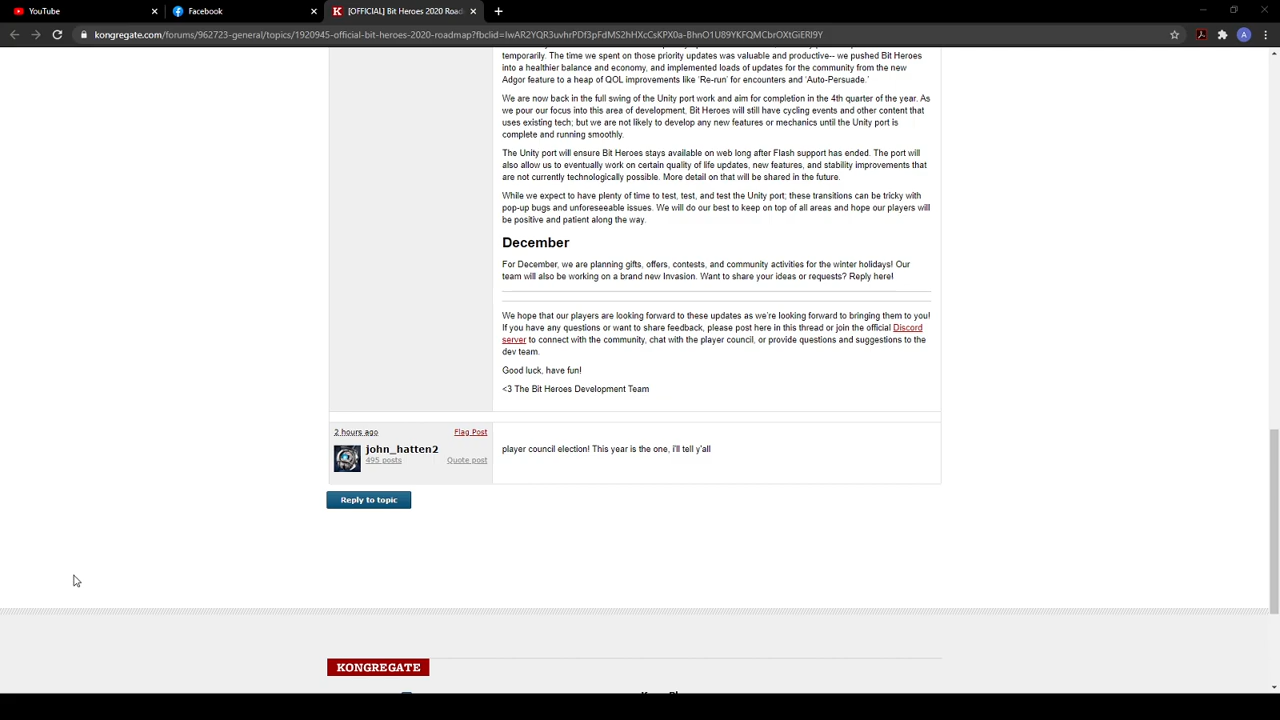 YouTube
Facebook
[OFFICIAL] Bit Heroes 2020 Road
kongregate.com/forums/962723-general/topics/1920945-official-bit-heroes-2020-roadmap?fbclid=IwAR2YQR3uvhrPDf3pFdMS2hHXcCsKPX0a-BhnO1U89YKFQMCbrOXtGiERI9Y
A
temporarily. The time we spent on those priority updates was valuable and productive-- we pushed Bit Heroes
into a healthier balance and economy, and implemented loads of updates for the community from the new
Adgor feature to a heap of QOL improvements like 'Re-run' for encounters and 'Auto-Persuade.'
We are now back in the full swing of the Unity port work and aim for completion in the 4th quarter of the year. As
we pour our focus into this area of development, Bit Heroes will still have cycling events and other content that
uses existing tech; but we are not likely to develop any new features or mechanics until the Unity port is
complete and running smoothly.
The Unity port will ensure Bit Heroes stays available on web long after Flash support has ended. The port will
also allow us to eventually work on certain quality of life updates, new features, and stability improvements that
are not currently technologically possible. More detail on that will be shared in the future.
While we expect to have plenty of time to test, test, and test the Unity port; these transitions can be tricky with
pop-up bugs and unforeseeable issues. We will do our best to keep on top of all areas and hope our players will
be positive and patient along the way.
December
For December, we are planning gifts, offers, contests, and community activities for the winter holidays! Our
team will also be working on a brand new Invasion. Want to share your ideas or requests? Reply here!
We hope that our players are looking forward to these updates as we're looking forward to bringing them to you!
If you have any questions or want to share feedback, please post here in this thread or join the official Discord
server to connect with the community, chat with the player council, or provide questions and suggestions to the
dev team.
Good luck, have fun!
<3 The Bit Heroes Development Team
2 hours ago
Flag Post
john_hatten2
495 posts
Quote post
player council election! This year is the one, i'll tell y'all
Reply to topic
KONGREGATE